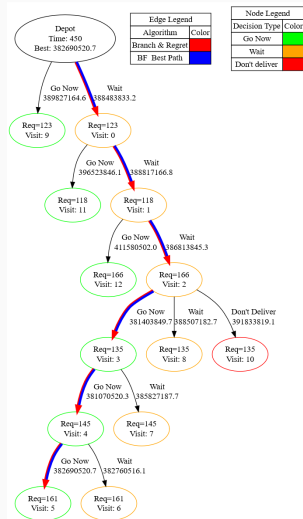 Depot
Time: 450
Best: 382690520.7
Edge Legend
Algorithm Color
Branch & Regret
BF Best Path
Node Legend
Decision Type Color
Go Now
Wait
Don't deliver
Go Now
389827164.6
Wait
388483833.2
Req=123
Visit: 9
Req=123
Visit: 0
Go Now
396523846.1
Wait
388817166.8
Req=118
Visit: 11
Req=118
Visit: 1
Go Now
411580502.0
Wait
386813845.3
Req=166
Visit: 12
Req=166
Visit: 2
Go Now
381403849.7
Wait
388507182.7
Don't Deliver
391833819.1
Req=135
Visit: 3
Req=135
Visit: 8
Req=135
Visit: 10
Go Now
381070520.3
Wait
385827187.7
Req=145
Visit: 4
Req=145
Visit: 7
Go Now
382690520.7
Wait
382760516.1
Req=161
Visit: 5
Req=161
Visit: 6